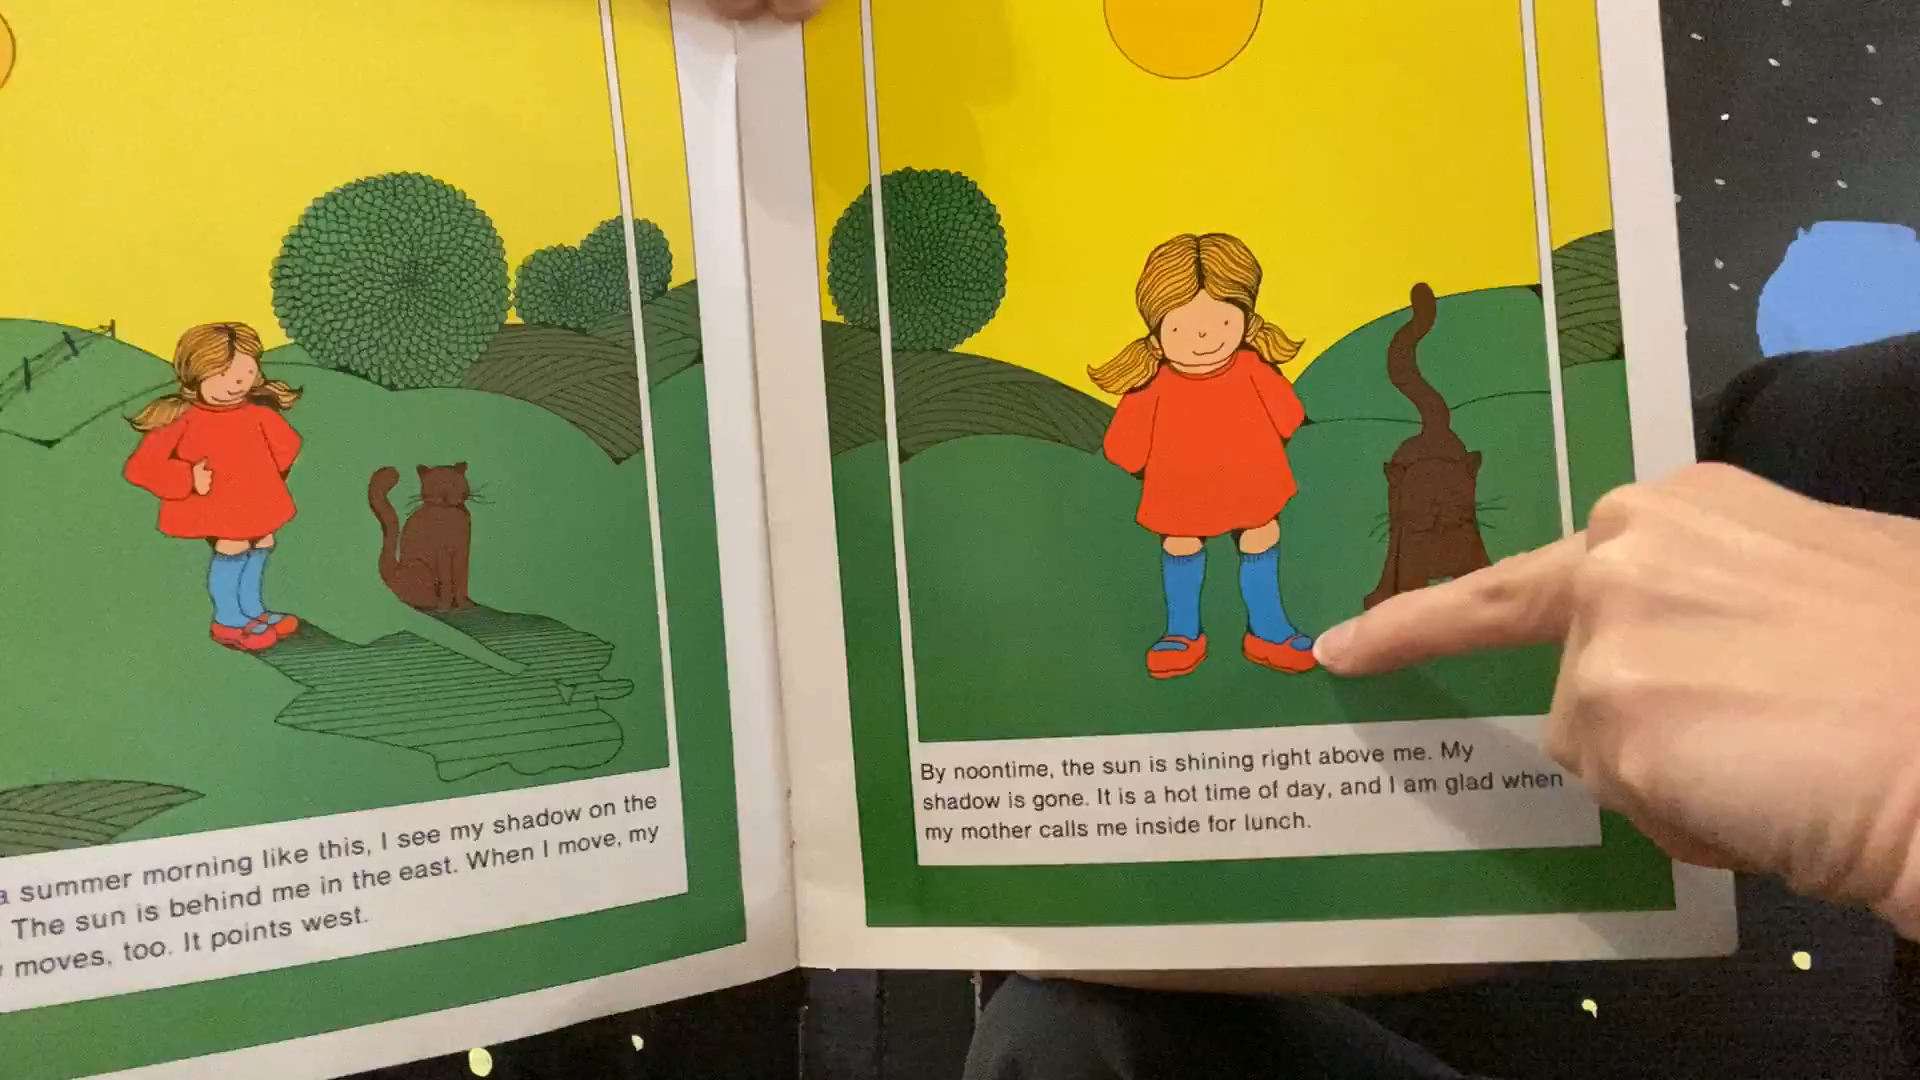 a summer morning like this, I see my shadow on the
The sun is behind me in the east. When I move, my
moves, too. It points west.
By noontime, the sun is shining right above me. My
shadow is gone. It is a hot time of day, and I am glad when
my mother calls me inside for lunch.